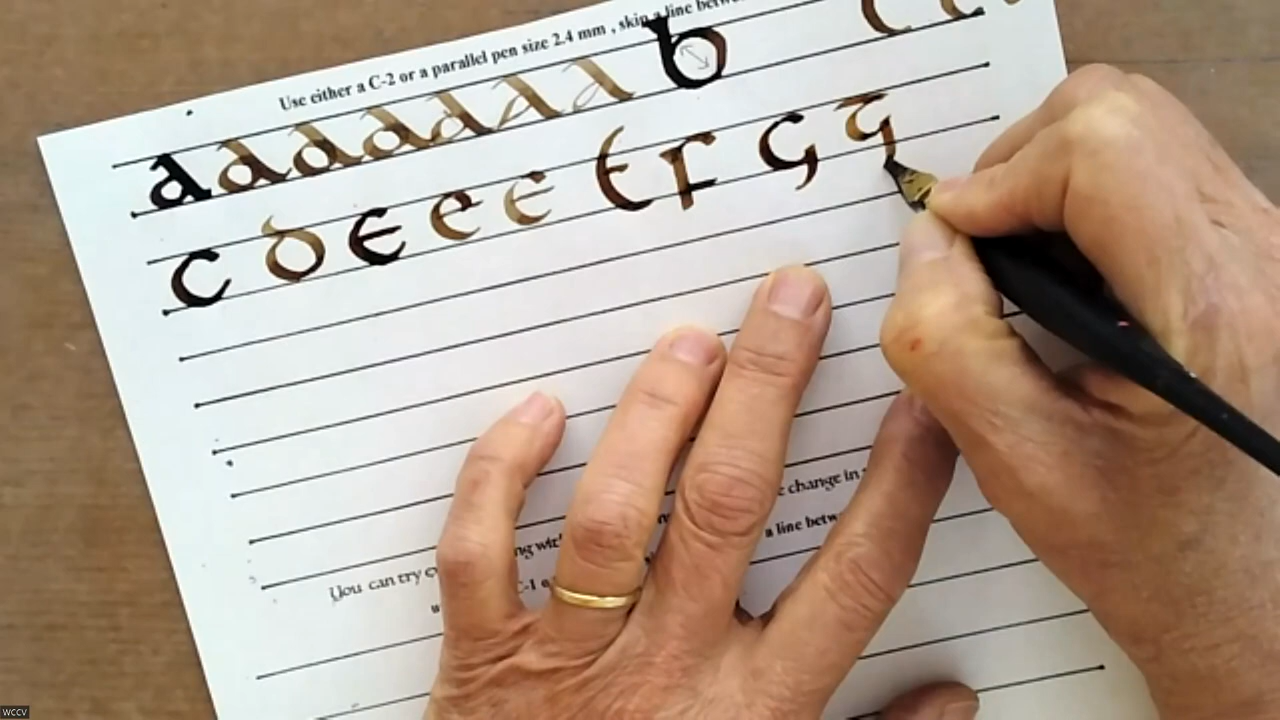 Use either a C-2 or a parallel pen size 2.4 mm , skip a line betw
a a a a a a a b
c d e e e t r G
change in
a line betw
You can try
C-1
WCCV